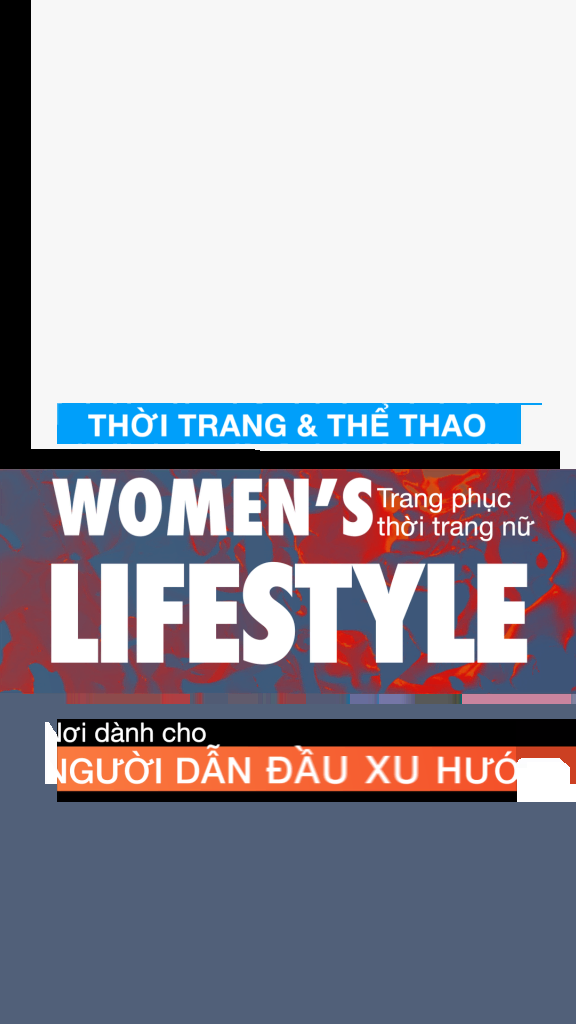 THỜI TRANG & THỂ THAO
WOMEN’S
Trang phục
thời trang nữ
LIFESTYLE
Nơi dành cho
NGƯỜI DẪN ĐẦU XU